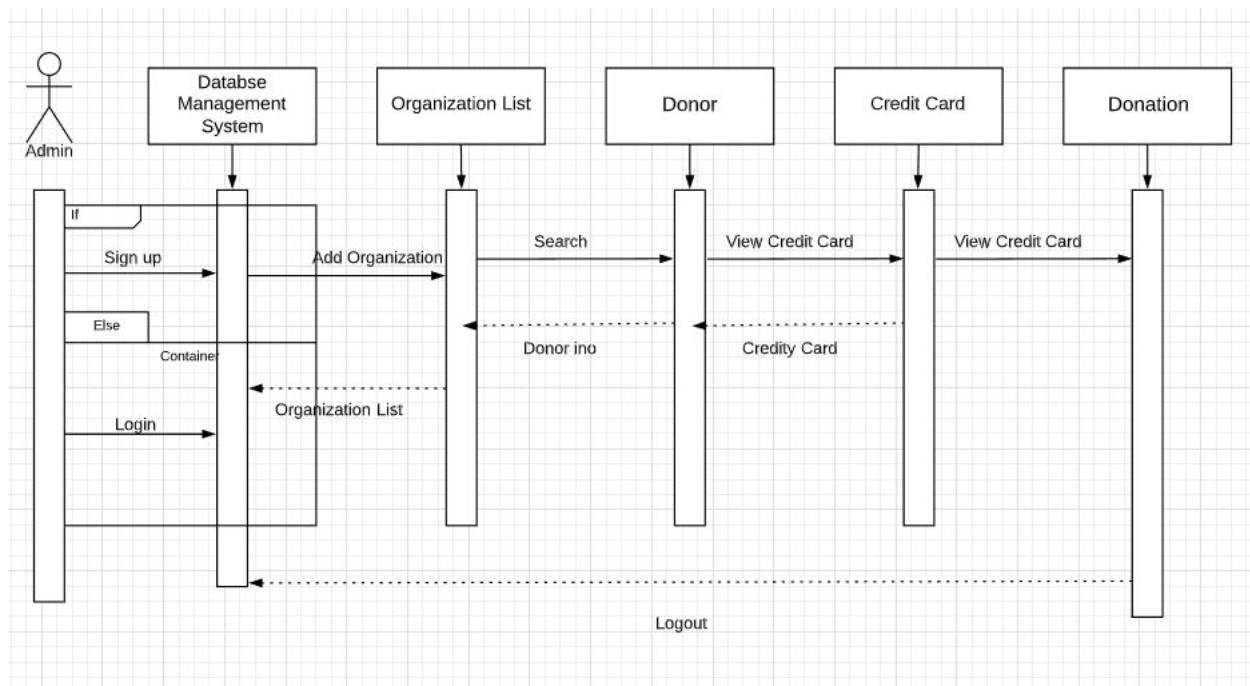 Databse
Management
System
Organization List
Donor
Credit Card
Donation
Admin
If
Sign up
Add Organization
Search
View Credit Card
View Credit Card
Else
Container
Donor ino
Credity Card
Organization List
Login
Logout